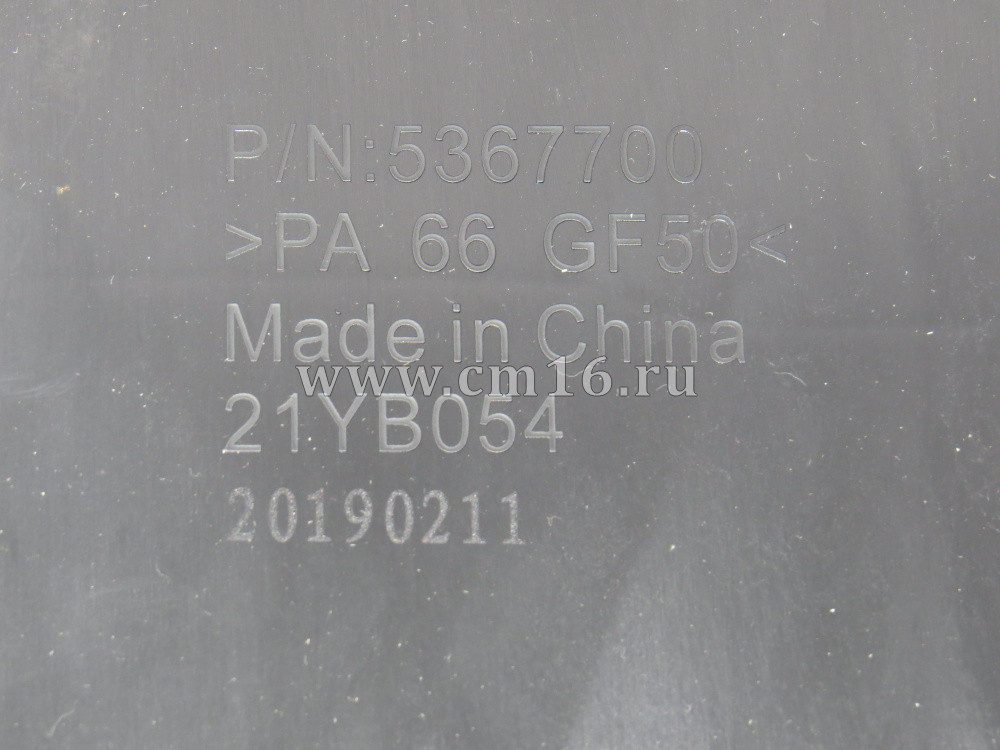 P/N:5367700
>PA 66 GF50<
Made in China
www.cm16.ru
21YB054
20190211